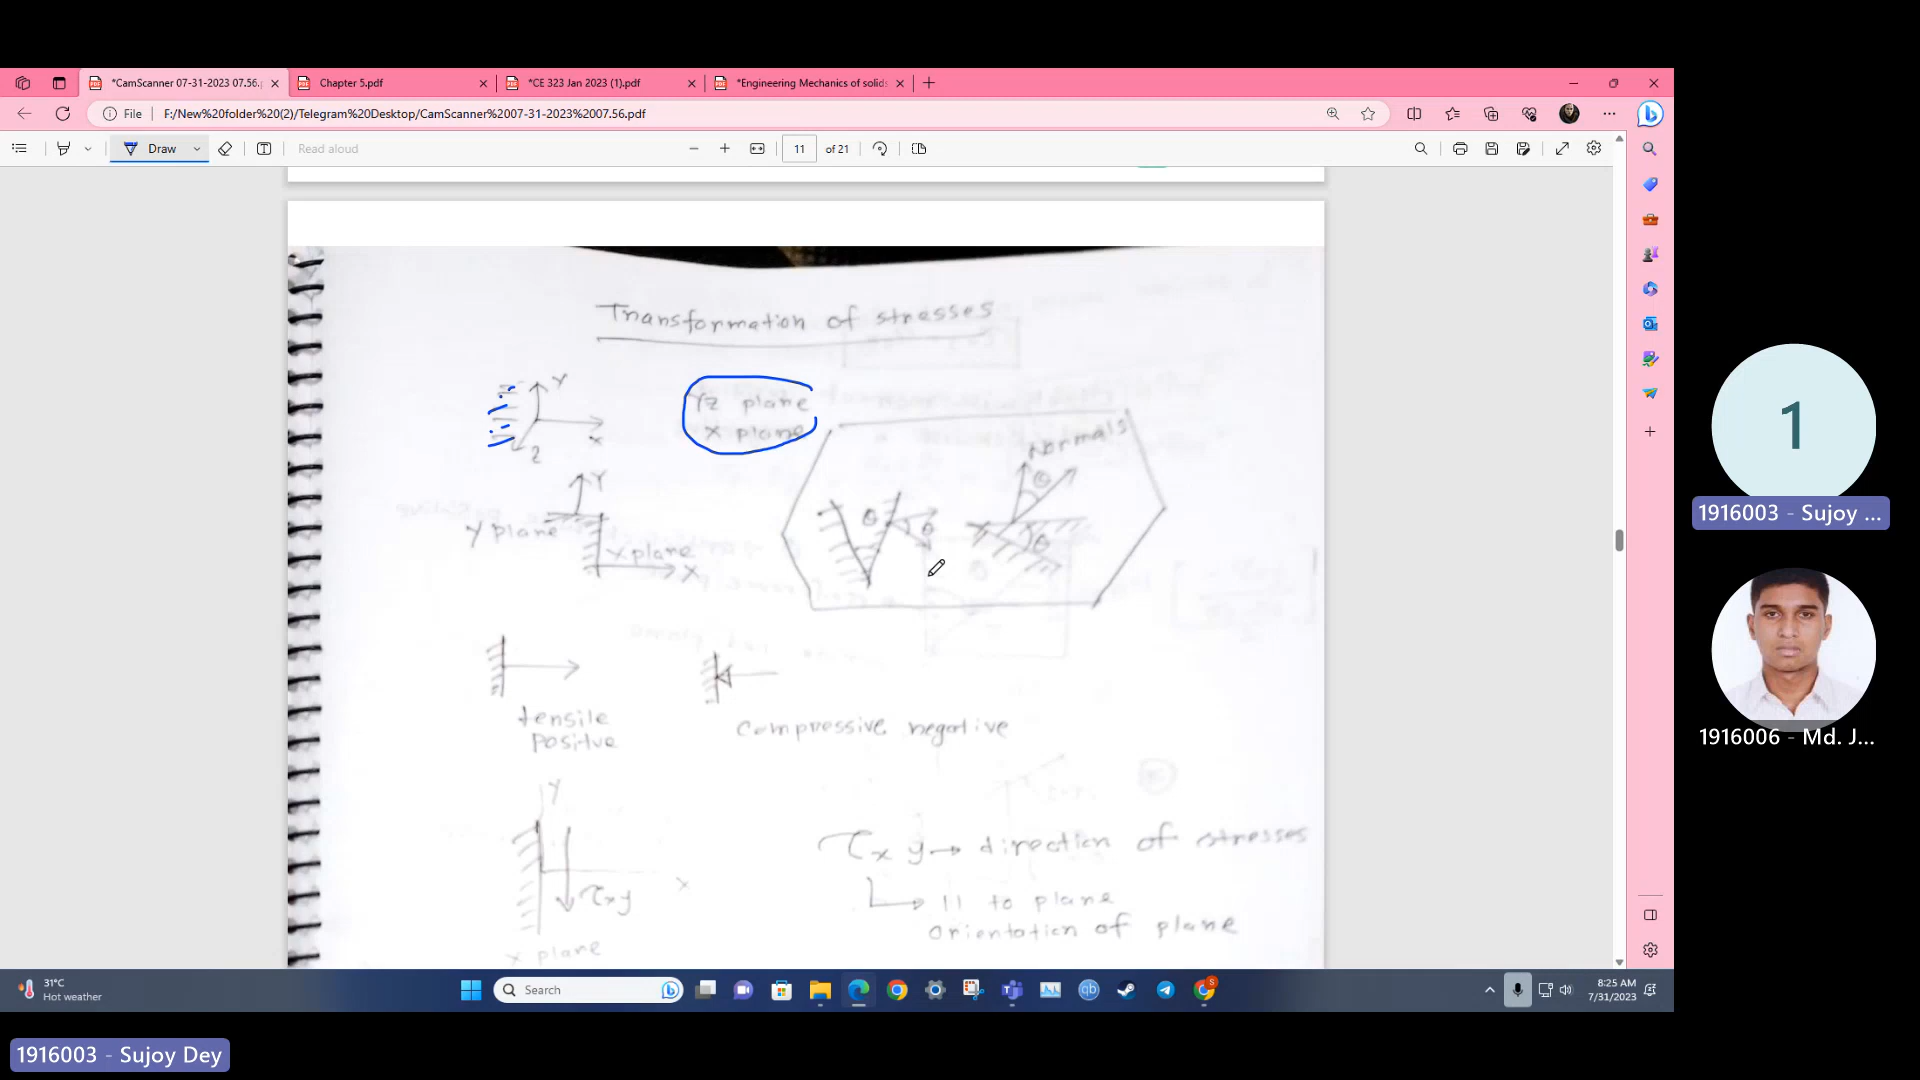 *CamScanner 07-31-2023 07.56.p
Chapter 5.pdf
*CE 323 Jan 2023 (1).pdf
*Engineering Mechanics of solids
File
F:/New%20folder%20(2)/Telegram%20Desktop/CamScanner%2007-31-2023%2007.56.pdf
Draw
Read aloud
11
of 21
Transformation of stresses
Y
x
z
YZ plane
X plane
Y
Y plane
X plane
X
Normals
θ
θ
θ
θ
tensile
Positve
Compressive negative
Y
x
τxy
x plane
τx y → direction of stresses
|| to plane
orientation of plane
1
1916003 - Sujoy ...
1916006 - Md. J...
31°C
Hot weather
Search
qb
S
8:25 AM
7/31/2023
1916003 - Sujoy Dey